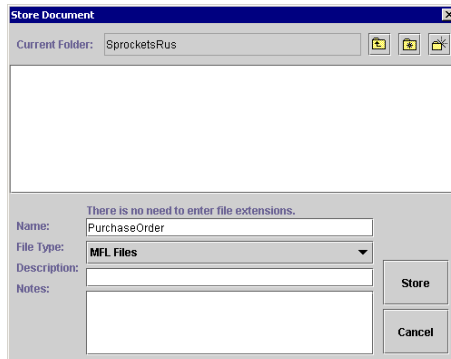 Store Document
Current Folder: SprocketsRus
There is no need to enter file extensions.
Name: PurchaseOrder
File Type: MFL Files
Description:
Notes:
Store
Cancel